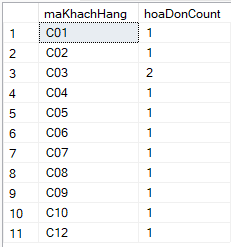 maKhachHang hoaDonCount
1 C01 1
2 C02 1
3 C03 2
4 C04 1
5 C05 1
6 C06 1
7 C07 1
8 C08 1
9 C09 1
10 C10 1
11 C12 1